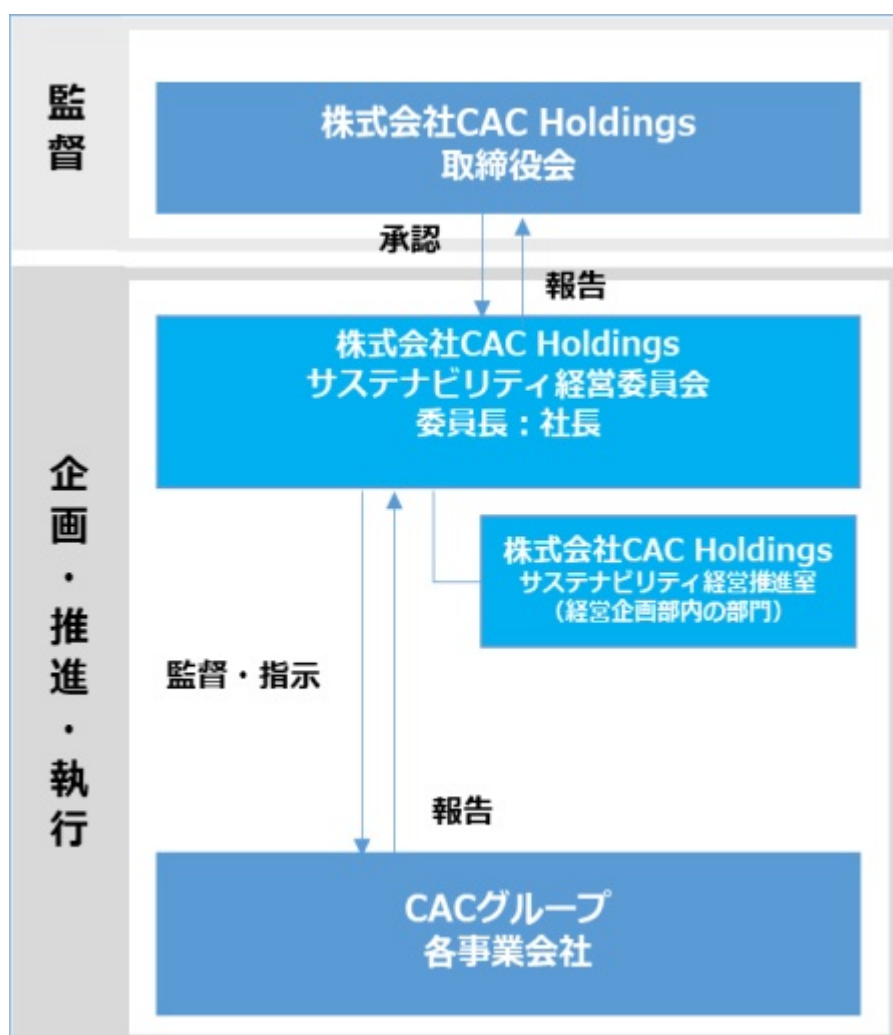 監督
株式会社CAC Holdings
取締役会
承認
報告
企画・推進・執行
株式会社CAC Holdings
サステナビリティ経営委員会
委員長：社長
株式会社CAC Holdings
サステナビリティ経営推進室
（経営企画部内の部門）
監督・指示
報告
CACグループ
各事業会社